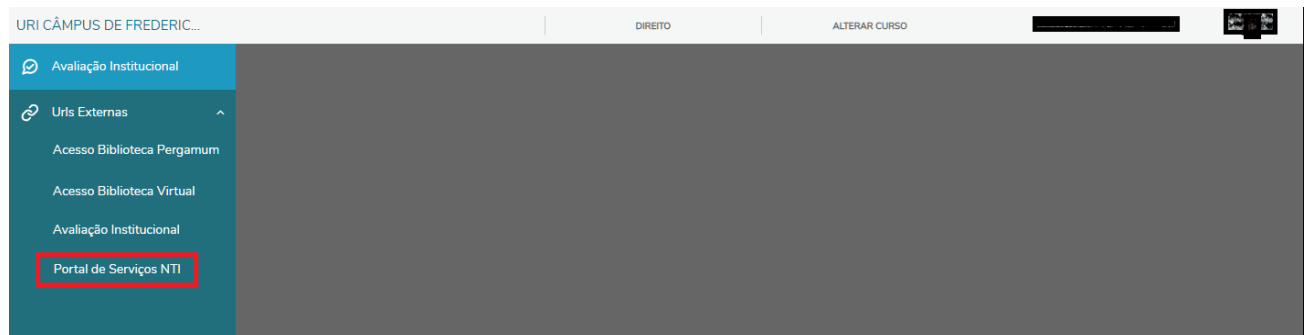 URI CÂMPUS DE FREDERIC...
DIREITO
ALTERAR CURSO
Avaliação Institucional
Urls Externas
Acesso Biblioteca Pergamum
Acesso Biblioteca Virtual
Avaliação Institucional
Portal de Serviços NTI